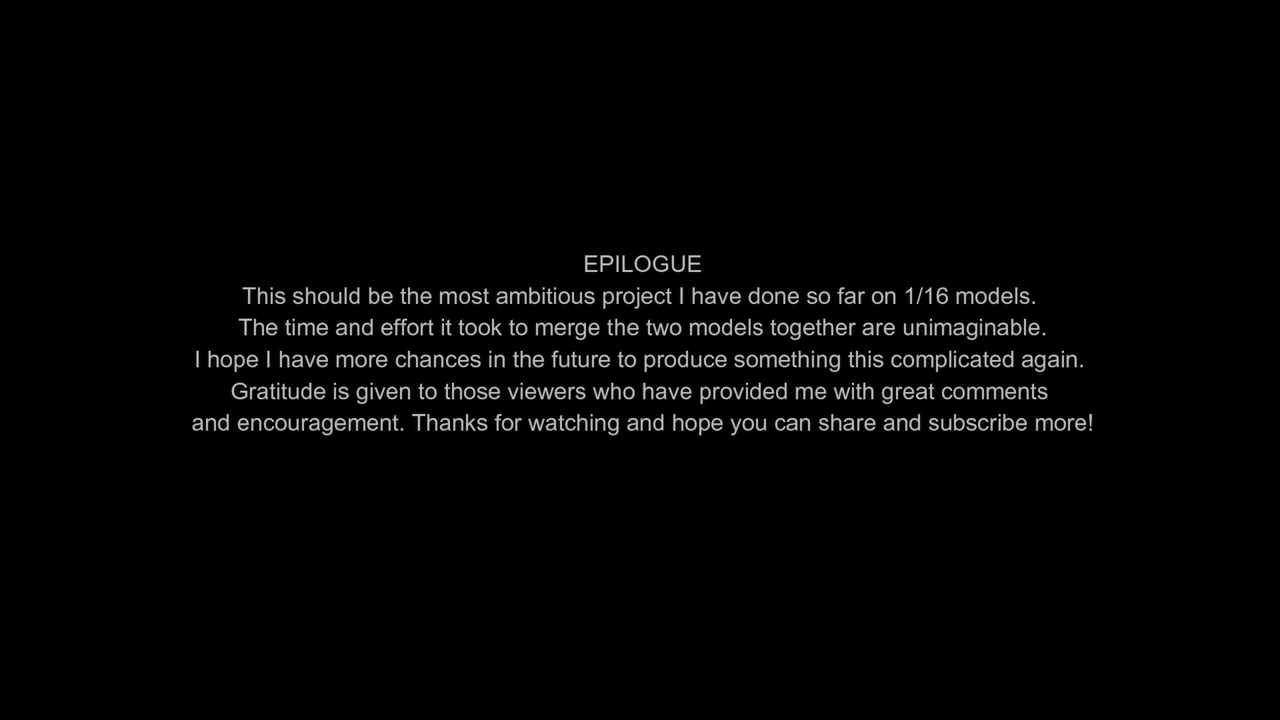 EPILOGUE
This should be the most ambitious project I have done so far on 1/16 models.
The time and effort it took to merge the two models together are unimaginable.
I hope I have more chances in the future to produce something this complicated again.
Gratitude is given to those viewers who have provided me with great comments
and encouragement. Thanks for watching and hope you can share and subscribe more!